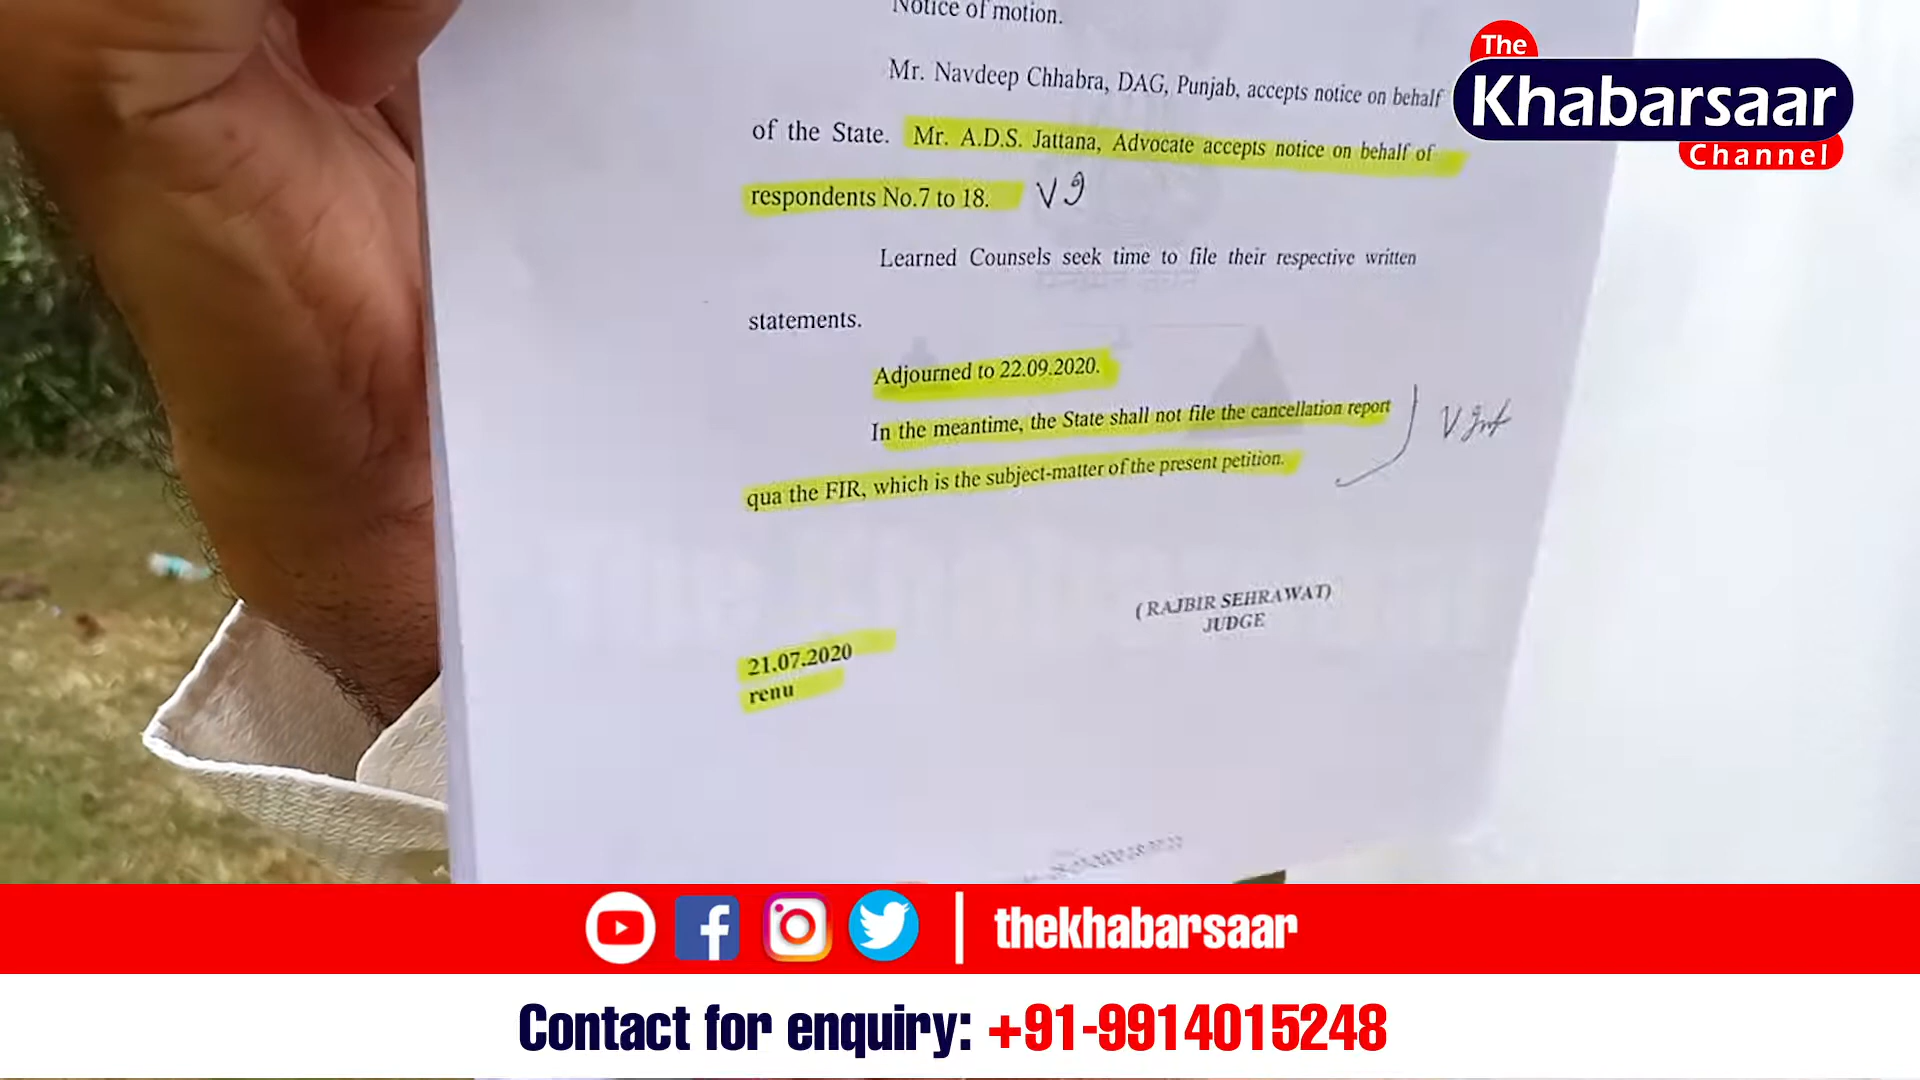 Notice of motion.
Mr. Navdeep Chhabra, DAG, Punjab, accepts notice on behalf
of the State. Mr. A.D.S. Jattana, Advocate accepts notice on behalf of
respondents No.7 to 18.
Learned Counsels seek time to file their respective written
statements.
Adjourned to 22.09.2020.
In the meantime, the State shall not file the cancellation report
qua the FIR, which is the subject-matter of the present petition.
(RAJBIR SEHRAWAT)
JUDGE
21.07.2020
renu
The
Khabarsaar
Channel
thekhabarsaar
Contact for enquiry: +91-9914015248